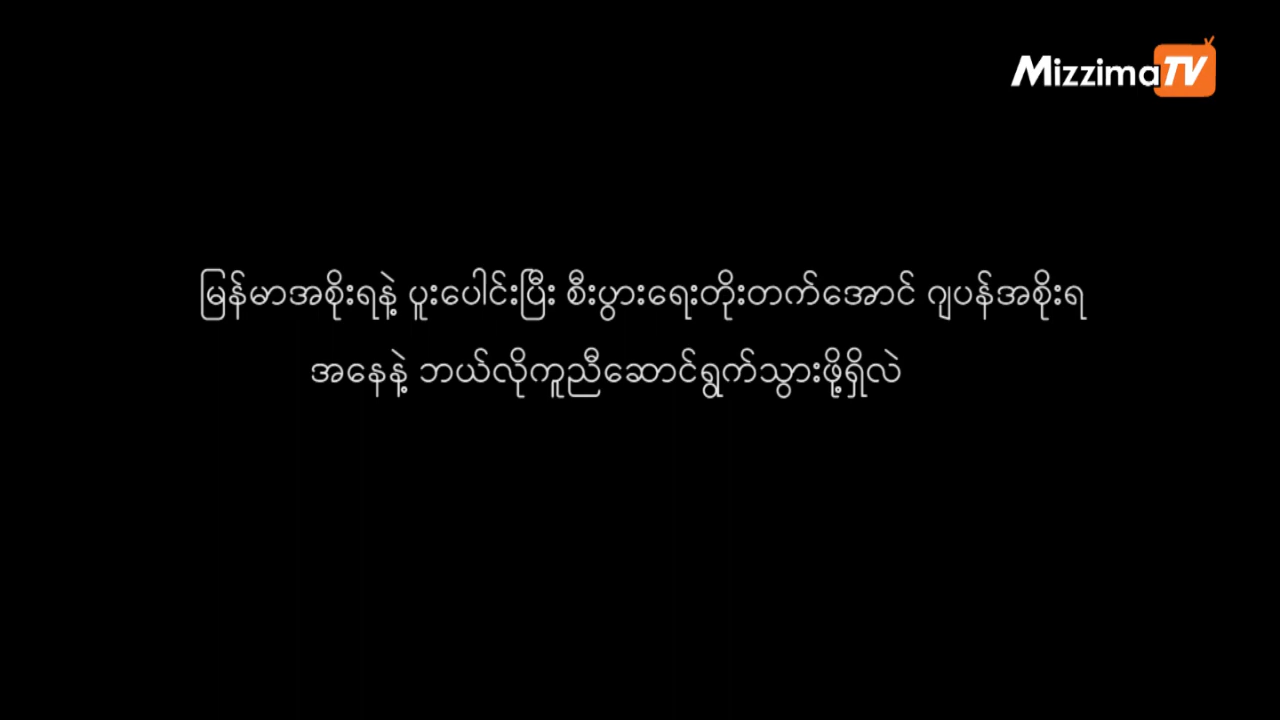 MizzimaTV
မြန်မာအစိုးရနဲ့ ပူးပေါင်းပြီး စီးပွားရေးတိုးတက်အောင် ဂျပန်အစိုးရ
အနေနဲ့ ဘယ်လိုကူညီဆောင်ရွက်သွားဖို့ရှိလဲ